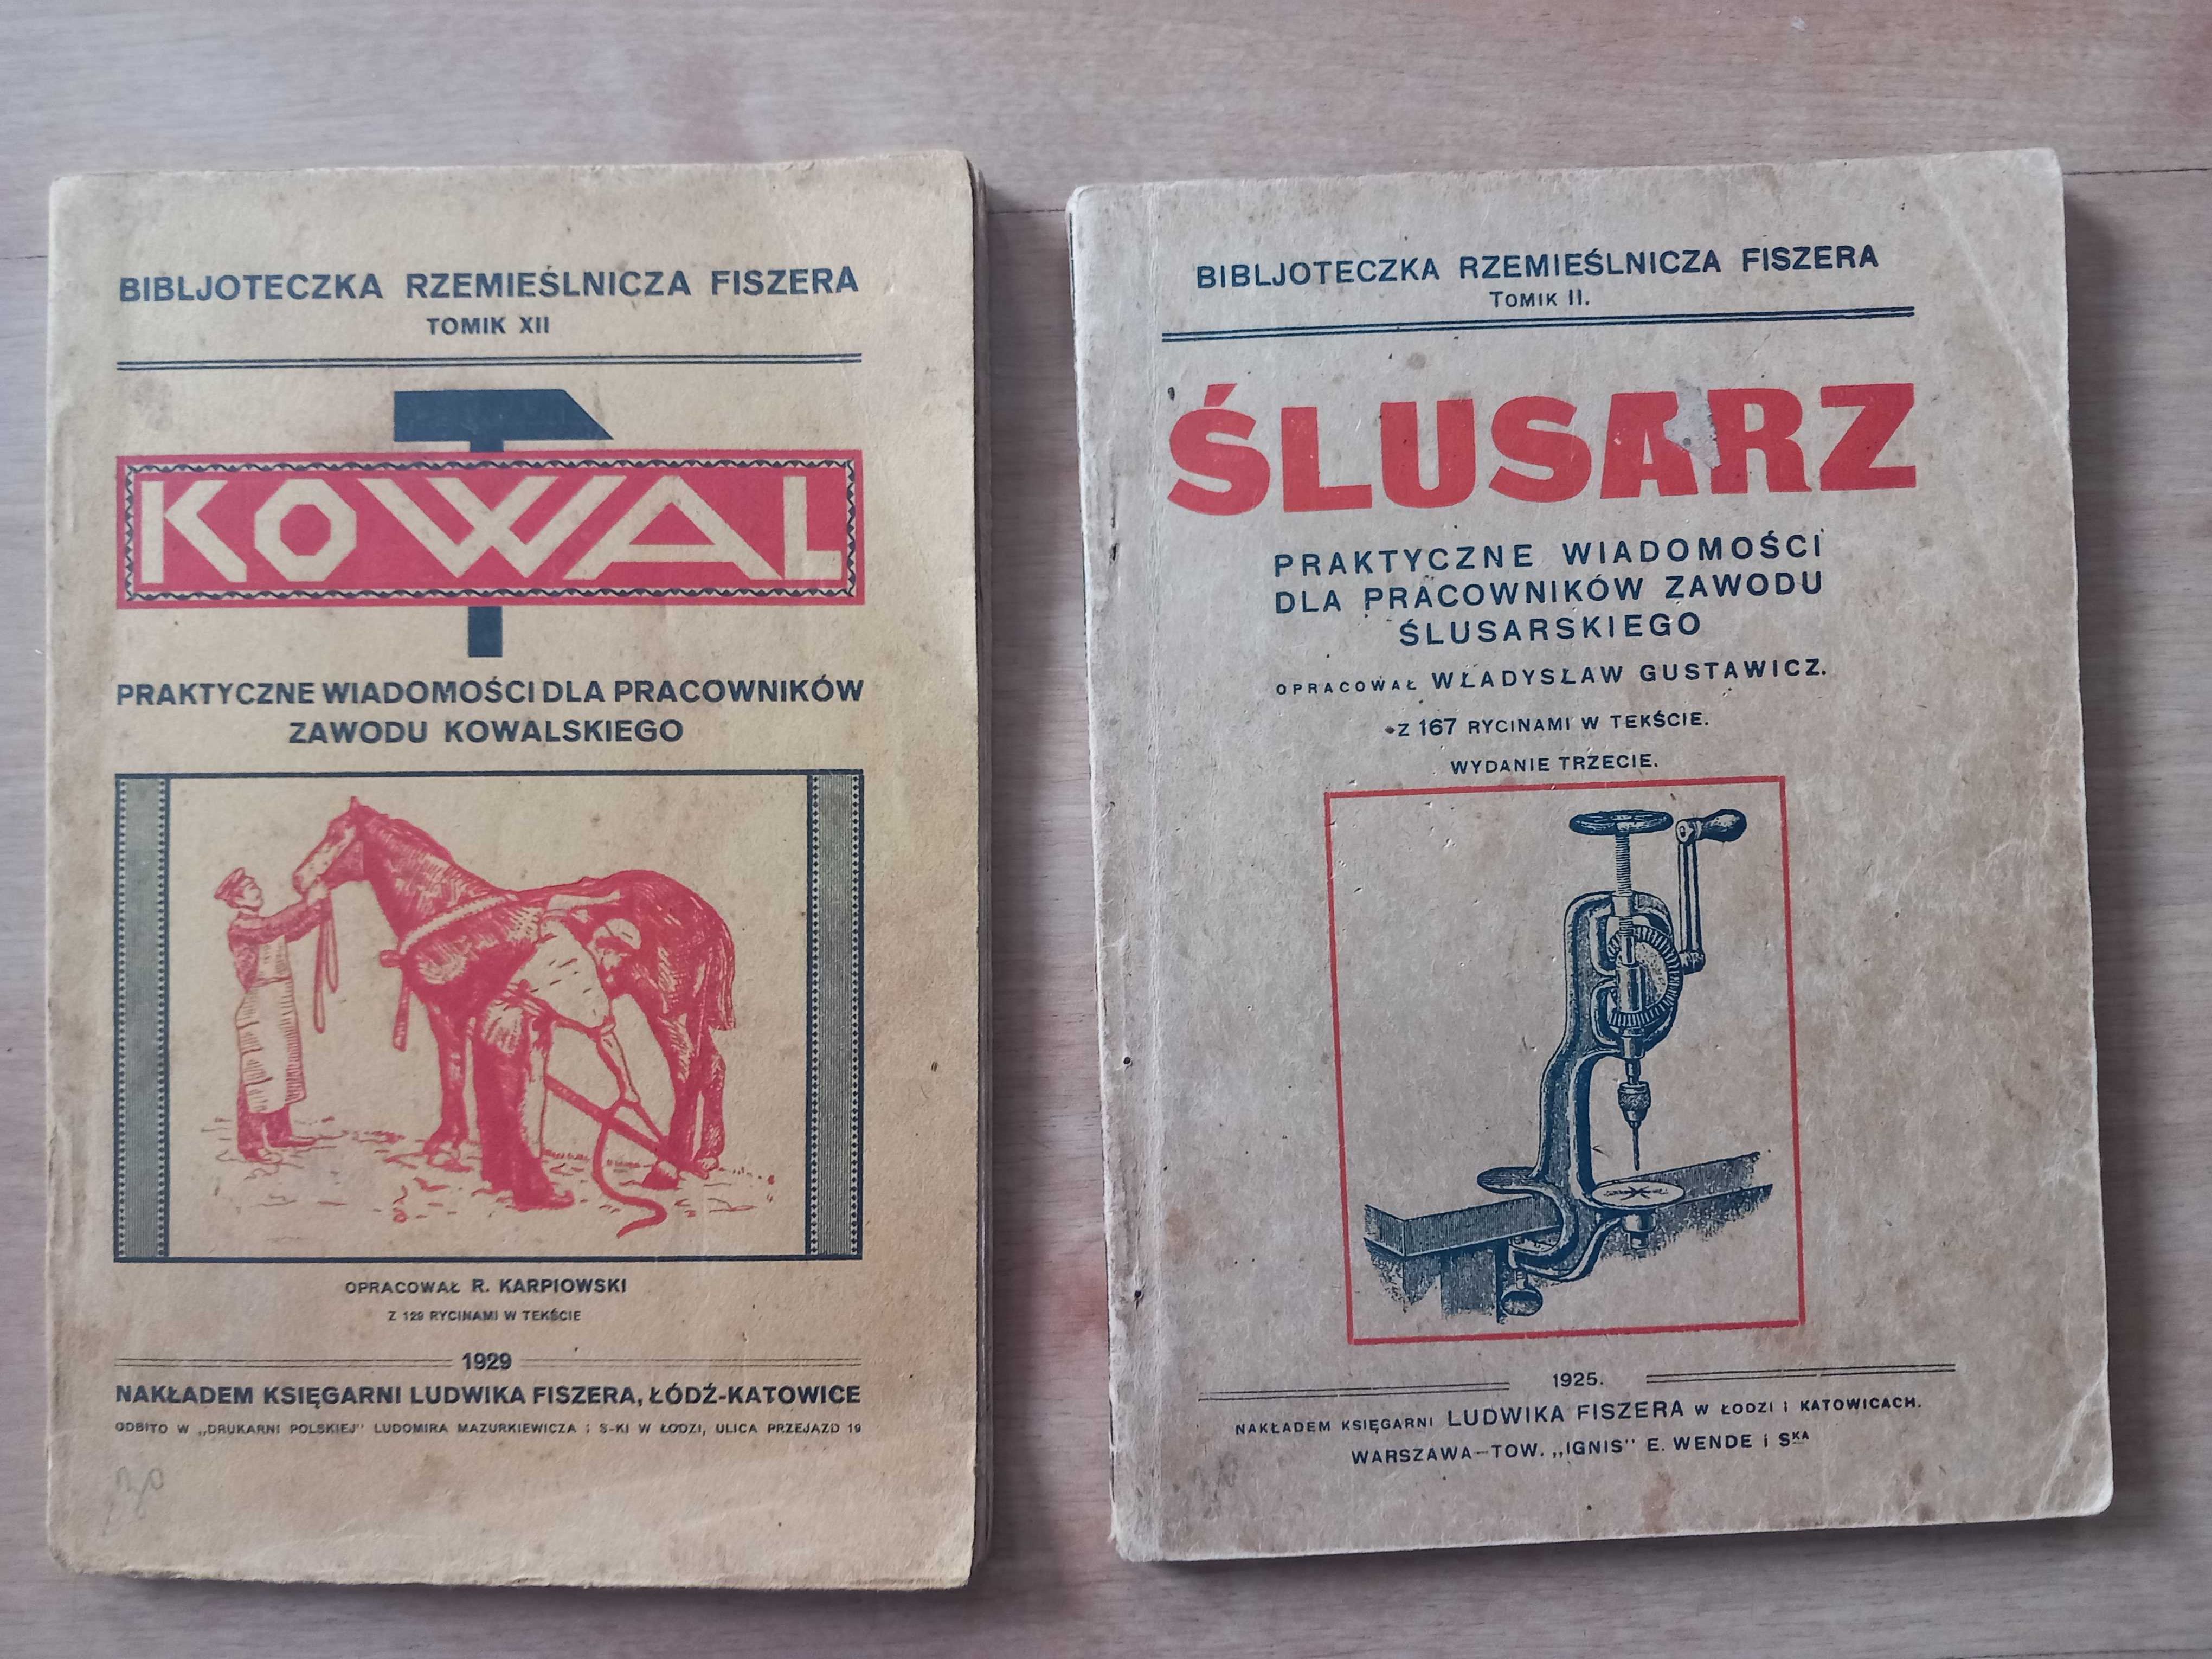 BIBLJOTECZKA RZEMIEŚLNICZA FISZERA
TOMIK XII
KOWAL
PRAKTYCZNE WIADOMOŚCI DLA PRACOWNIKÓW
ZAWODU KOWALSKIEGO
OPRACOWAŁ R. KARPIOWSKI
Z 129 RYCINAMI W TEKŚCIE
1929
NAKŁADEM KSIĘGARNI LUDWIKA FISZERA, ŁÓDŹ-KATOWICE
ODBITO W „DRUKARNI POLSKIEJ" LUDOMIRA MAZURKIEWICZA i S-KI W ŁODZI, ULICA PRZEJAZD 19
BIBLJOTECZKA RZEMIEŚLNICZA FISZERA
TOMIK II.
ŚLUSARZ
PRAKTYCZNE WIADOMOŚCI
DLA PRACOWNIKÓW ZAWODU
ŚLUSARSKIEGO
OPRACOWAŁ WŁADYSŁAW GUSTAWICZ.
Z 167 RYCINAMI W TEKŚCIE.
WYDANIE TRZECIE.
1925.
NAKŁADEM KSIĘGARNI LUDWIKA FISZERA W ŁODZI i KATOWICACH.
WARSZAWA—TOW. „IGNIS" E. WENDE i SKA